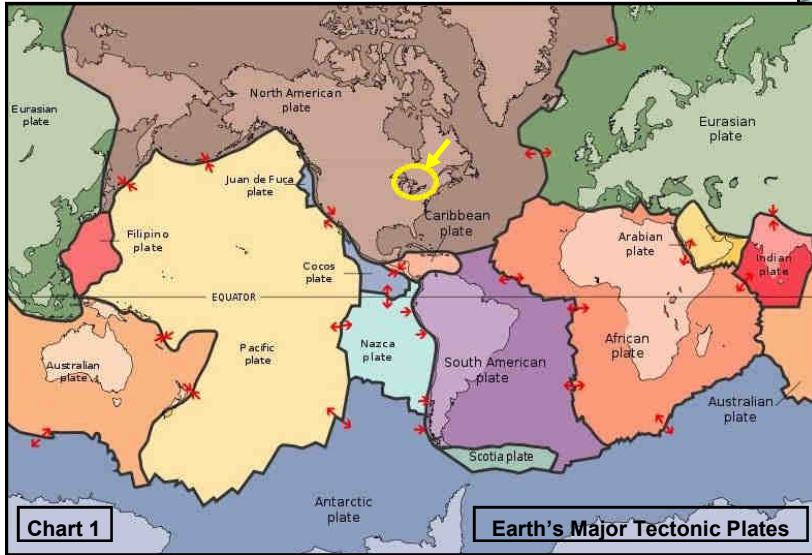 North American
plate
Eurasian
plate
Eurasian
plate
Juan de Fuca
plate
Caribbean
plate
Filipino
plate
Arabian
plate
Indian
plate
Cocos
plate
EQUATOR
Pacific
plate
Nazca
plate
African
plate
South American
plate
Australian
plate
Australian
plate
Scotia plate
Antarctic
plate
Chart 1
Earth's Major Tectonic Plates